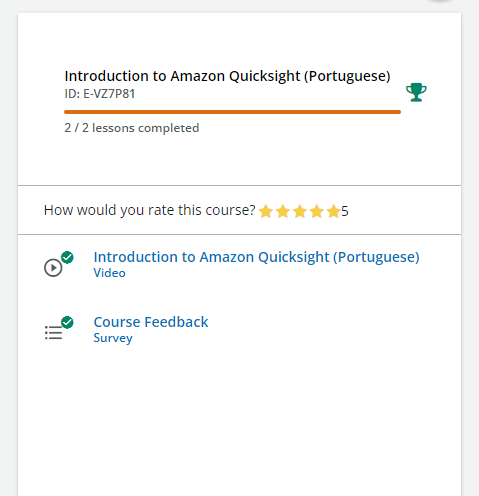 Introduction to Amazon Quicksight (Portuguese)
ID: E-VZ7P81
2 / 2 lessons completed
How would you rate this course? 5
Introduction to Amazon Quicksight (Portuguese)
Video
Course Feedback
Survey